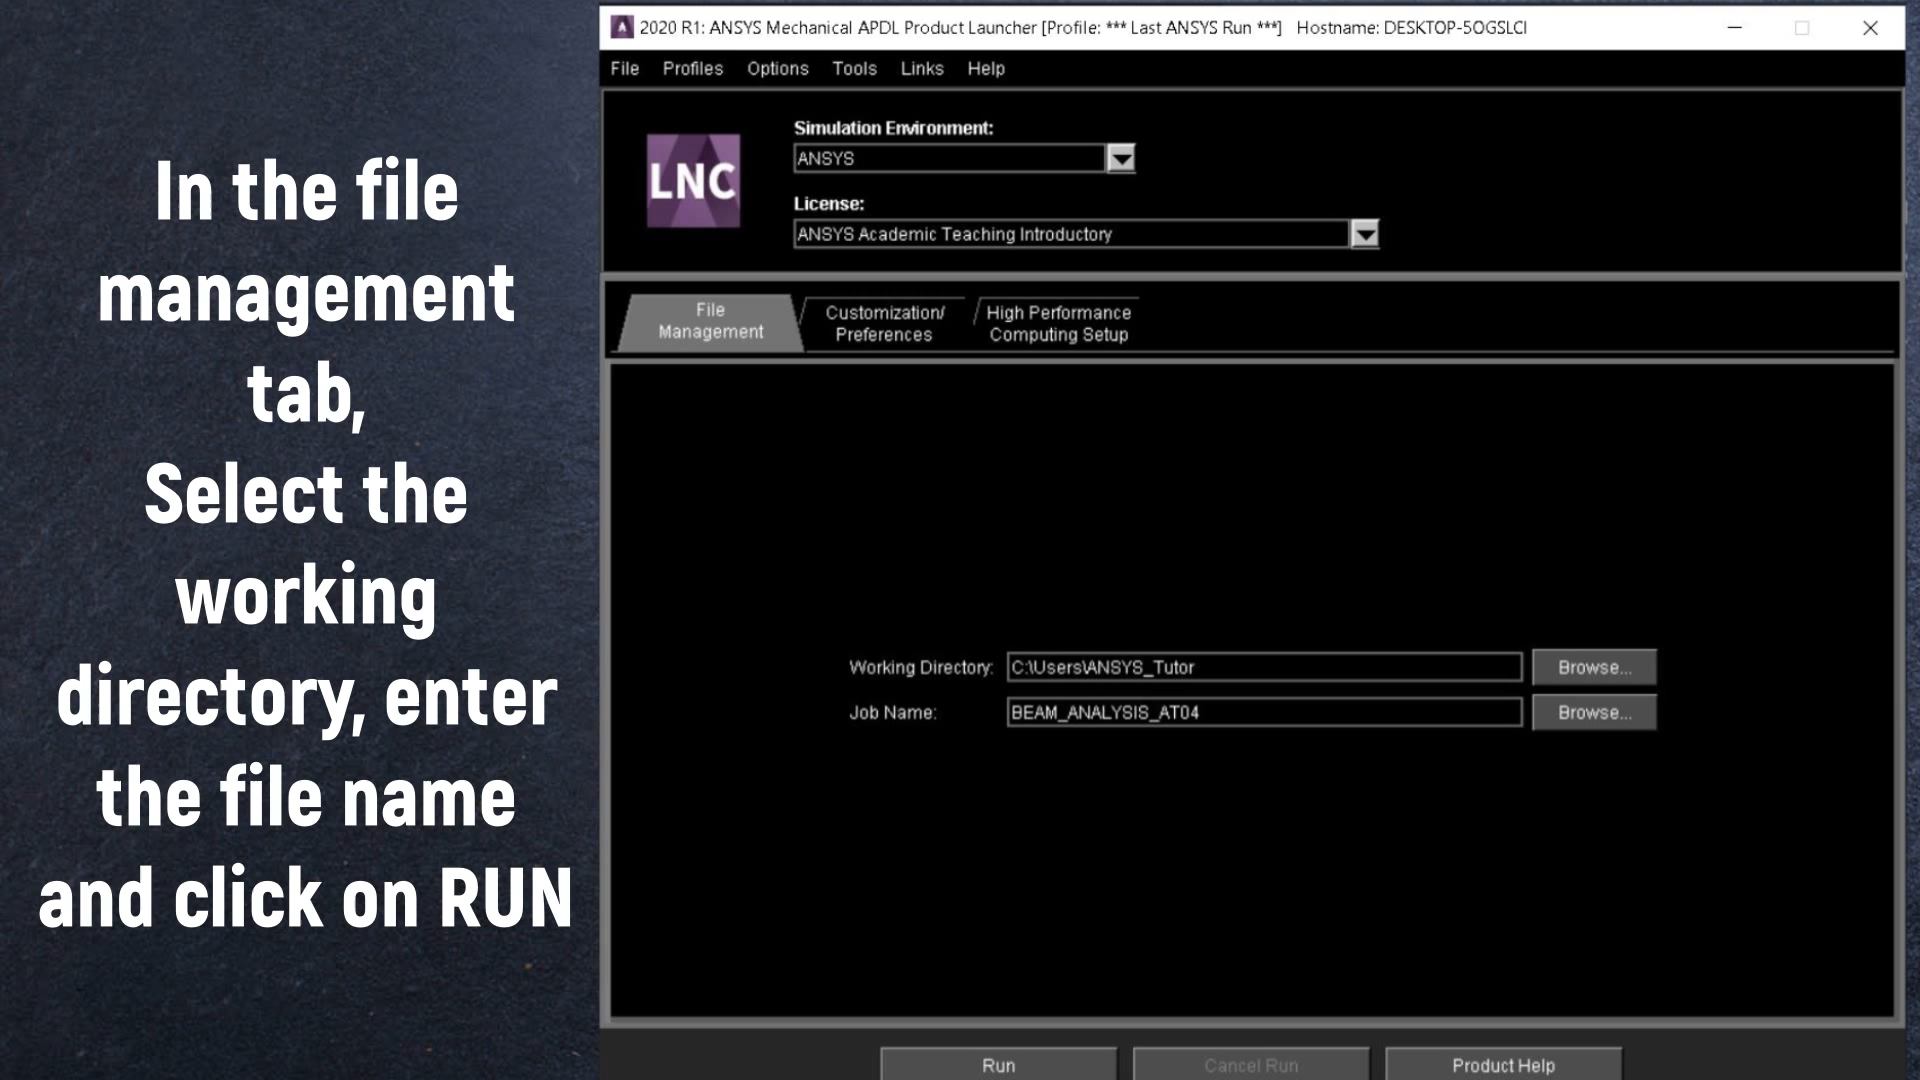 In the file
management
tab,
Select the
working
directory, enter
the file name
and click on RUN
2020 R1: ANSYS Mechanical APDL Product Launcher [Profile: *** Last ANSYS Run ***] Hostname: DESKTOP-5OGSLCI
File Profiles Options Tools Links Help
LNC
Simulation Environment:
ANSYS
License:
ANSYS Academic Teaching Introductory
File
Management
Customization/
Preferences
High Performance
Computing Setup
Working Directory: C:\Users\ANSYS_Tutor Browse...
Job Name: BEAM_ANALYSIS_AT04 Browse...
Run Cancel Run Product Help